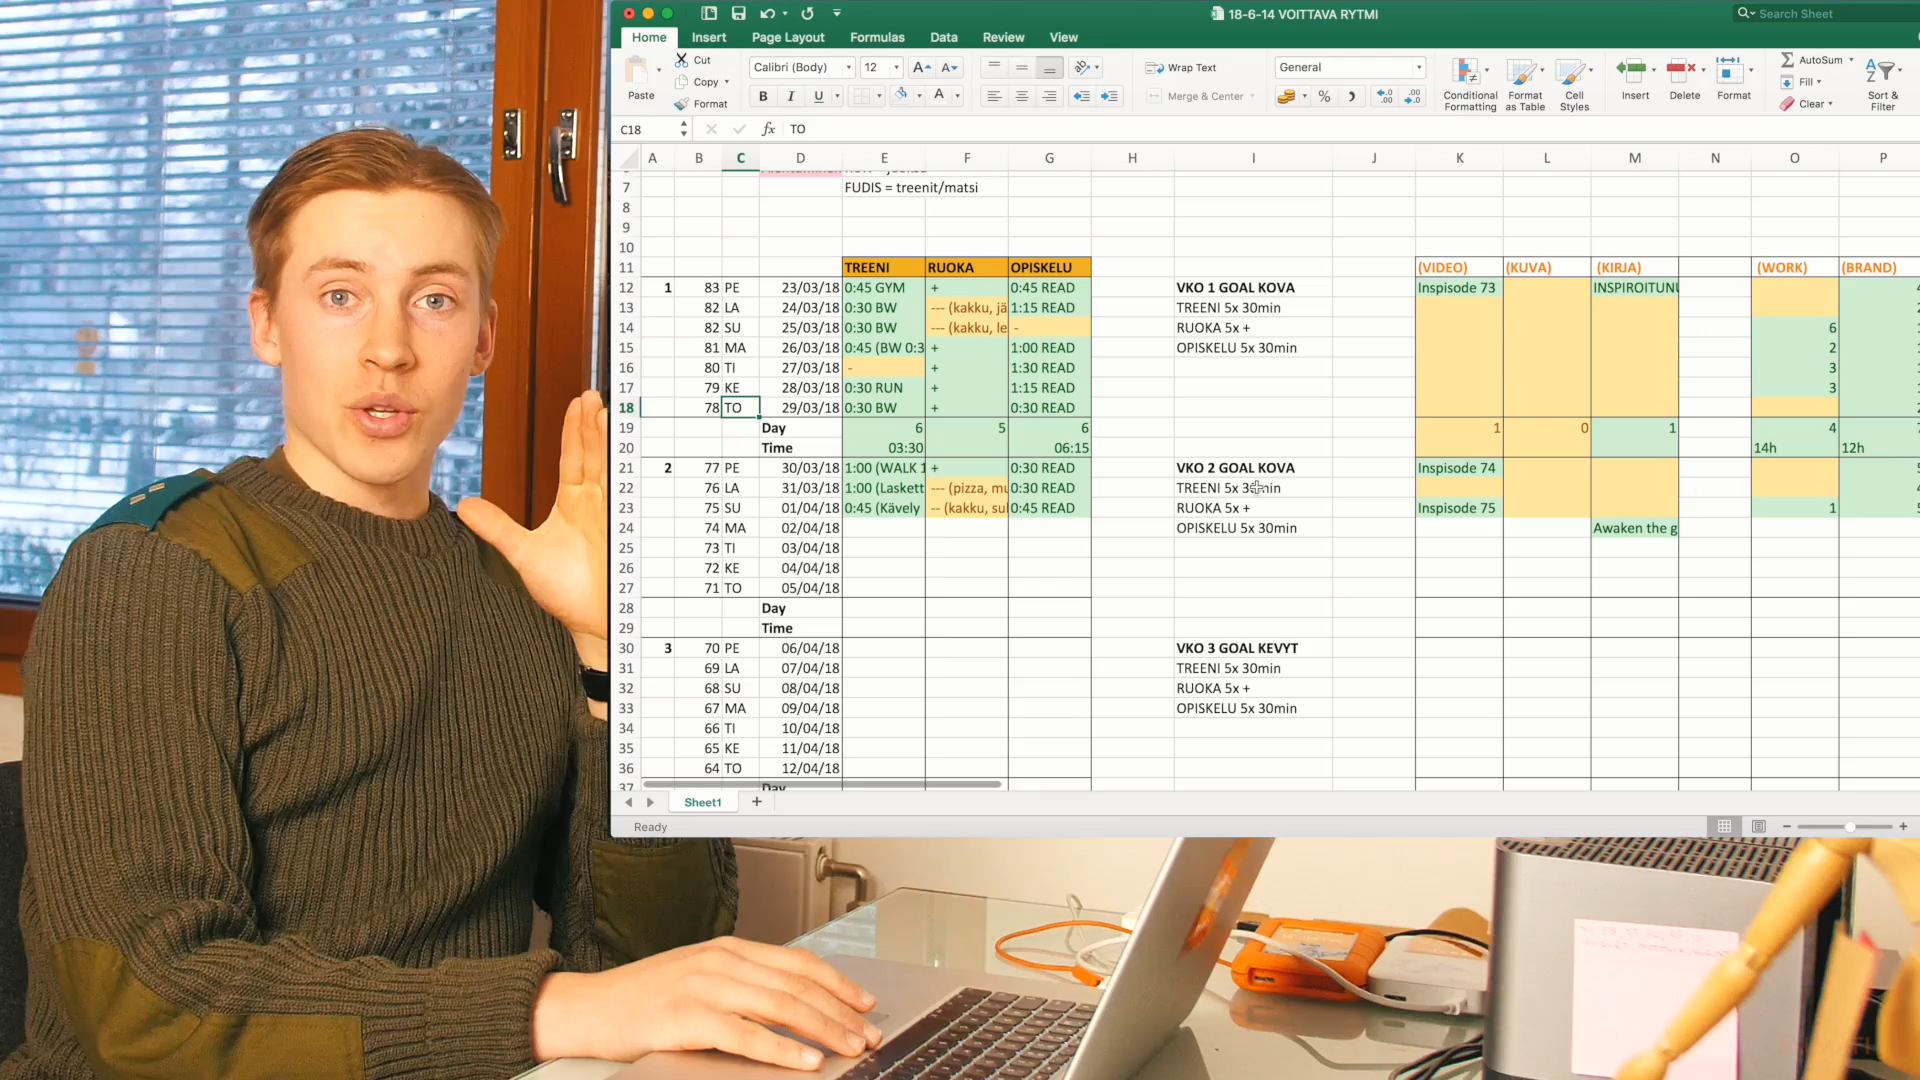 18-6-14 VOITTAVA RYTMI
Search Sheet
Home Insert Page Layout Formulas Data Review View
Paste Cut Copy Format
Calibri (Body) 12
B I U
Wrap Text
Merge & Center
General
Conditional Formatting
Format as Table
Cell Styles
Insert Delete Format
AutoSum
Fill
Clear
Sort & Filter
C18 fx TO
A B C D E F G H I J K L M N O P
7 FUDIS = treenit/matsi
8
9
10
11 TREENI RUOKA OPISKELU (VIDEO) (KUVA) (KIRJA) (WORK) (BRAND)
12 1 83 PE 23/03/18 0:45 GYM + 0:45 READ VKO 1 GOAL KOVA Inspisode 73 INSPIROITUNU
13 82 LA 24/03/18 0:30 BW --- (kakku, jä 1:15 READ TREENI 5x 30min
14 82 SU 25/03/18 0:30 BW --- (kakku, le - RUOKA 5x + 6
15 81 MA 26/03/18 0:45 (BW 0:3 + 1:00 READ OPISKELU 5x 30min 2
16 80 TI 27/03/18 - + 1:30 READ 3
17 79 KE 28/03/18 0:30 RUN + 1:15 READ 3
18 78 TO 29/03/18 0:30 BW + 0:30 READ
19 Day 6 5 6 1 0 1 4
20 Time 03:30 06:15 14h 12h
21 2 77 PE 30/03/18 1:00 (WALK 1 + 0:30 READ VKO 2 GOAL KOVA Inspisode 74
22 76 LA 31/03/18 1:00 (Laskett --- (pizza, mu 0:30 READ TREENI 5x 30min
23 75 SU 01/04/18 0:45 (Kävely -- (kakku, sul 0:45 READ RUOKA 5x + Inspisode 75 1
24 74 MA 02/04/18 OPISKELU 5x 30min Awaken the g
25 73 TI 03/04/18
26 72 KE 04/04/18
27 71 TO 05/04/18
28 Day
29 Time
30 3 70 PE 06/04/18 VKO 3 GOAL KEVYT
31 69 LA 07/04/18 TREENI 5x 30min
32 68 SU 08/04/18 RUOKA 5x +
33 67 MA 09/04/18 OPISKELU 5x 30min
34 66 TI 10/04/18
35 65 KE 11/04/18
36 64 TO 12/04/18
37 Day
Sheet1
Ready